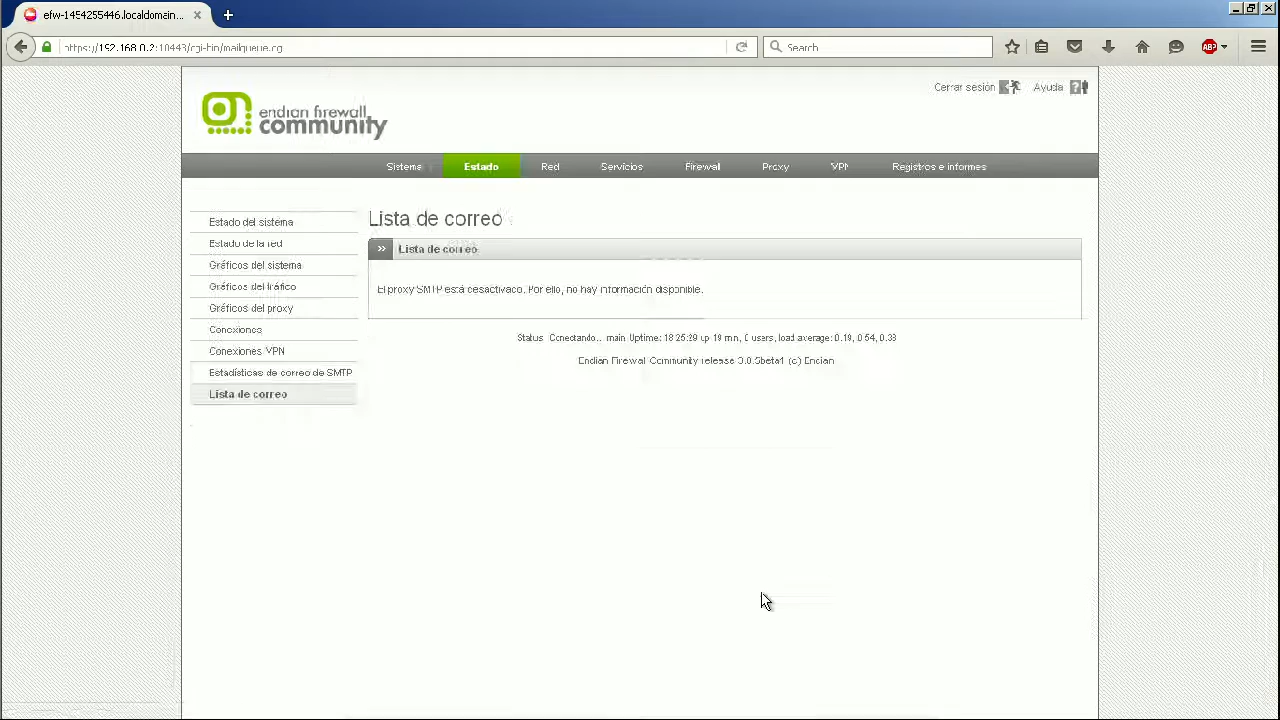 efw-1454255446.localdomain...
https://192.168.0.2:10443/cgi-bin/mailqueue.cgi
Search
ABP
Cerrar sesión
Ayuda
endian firewall
community
Sistema
Estado
Red
Servicios
Firewall
Proxy
VPN
Registros e informes
Estado del sistema
Estado de la red
Gráficos del sistema
Gráficos del tráfico
Gráficos del proxy
Conexiones
Conexiones VPN
Estadísticas de correo de SMTP
Lista de correo
Lista de correo
Lista de correo
El proxy SMTP está desactivado. Por ello, no hay información disponible.
Status: Conectando... main Uptime: 18:25:29 up 19 min, 0 users, load average: 0.19, 0.54,
Endian Firewall Community release 3.0.5beta1 (c) Endian